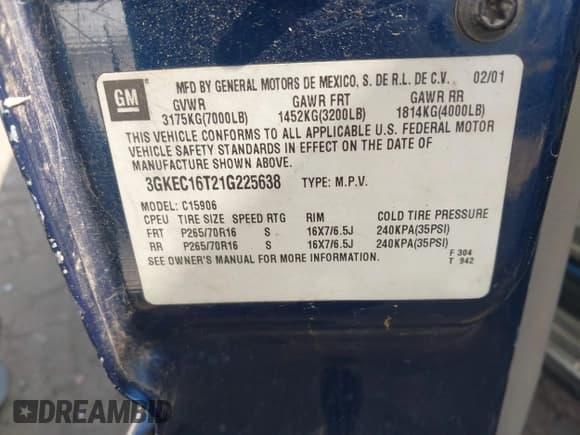 GM
MFD BY GENERAL MOTORS DE MEXICO, S. DE R.L. DE C.V. 02/01
GVWR GAWR FRT GAWR RR
3175KG(7000LB) 1452KG(3200LB) 1814KG(4000LB)
THIS VEHICLE CONFORMS TO ALL APPLICABLE U.S. FEDERAL MOTOR
VEHICLE SAFETY STANDARDS IN EFFECT ON THE DATE OF
MANUFACTURE SHOWN ABOVE.
3GKEC16T21G225638 TYPE: M.P.V.
MODEL: C15906
CPEU TIRE SIZE SPEED RTG RIM COLD TIRE PRESSURE
FRT P265/70R16 S 16X7/6.5J 240KPA(35PSI)
RR P265/70R16 S 16X7/6.5J 240KPA(35PSI)
SEE OWNER'S MANUAL FOR MORE INFORMATION.
F 304
T 942
DREAMBID